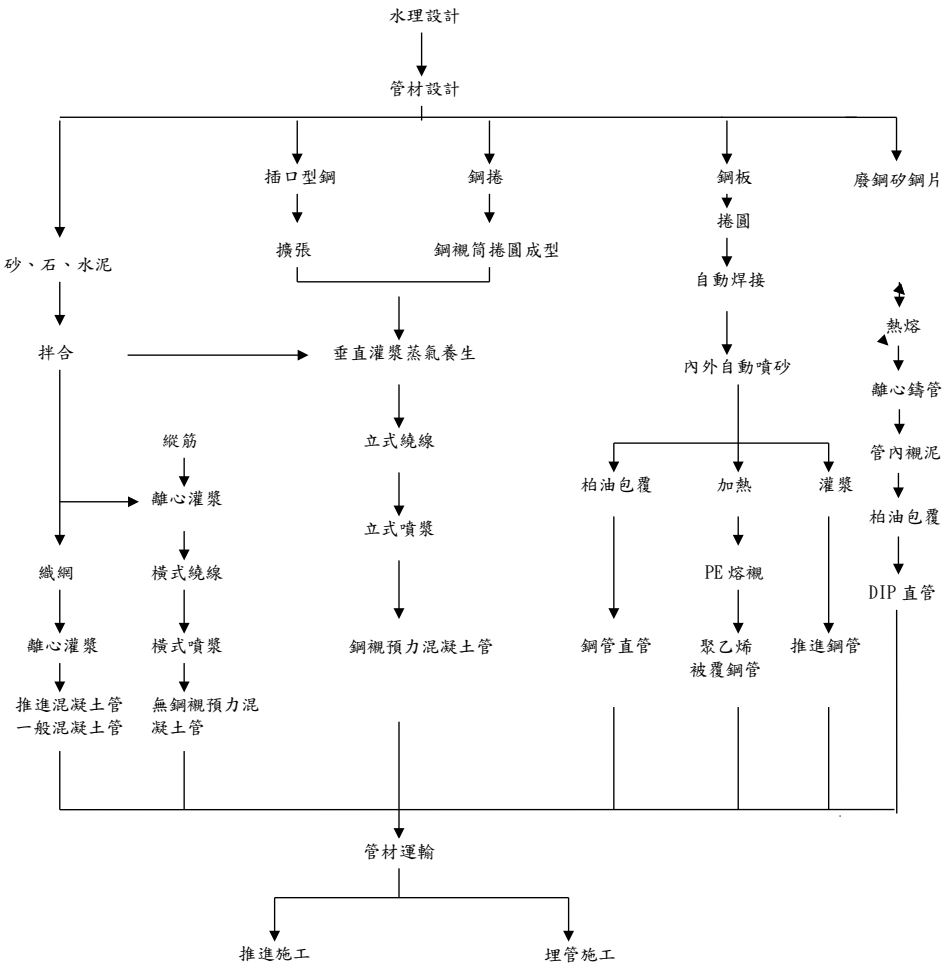 水理設計
管材設計
插口型鋼
鋼捲
鋼板
廢鋼矽鋼片
捲圓
砂、石、水泥
擴張
鋼襯筒捲圓成型
自動焊接
熱熔
拌合
垂直灌漿蒸氣養生
內外自動噴砂
離心鑄管
縱筋
立式繞線
管內襯泥
柏油包覆
加熱
灌漿
離心灌漿
柏油包覆
立式噴漿
織網
橫式繞線
PE熔襯
DIP直管
離心灌漿
橫式噴漿
鋼襯預力混凝土管
鋼管直管
聚乙烯
被覆鋼管
推進鋼管
推進混凝土管
一般混凝土管
無鋼襯預力混
凝土管
管材運輸
推進施工
埋管施工